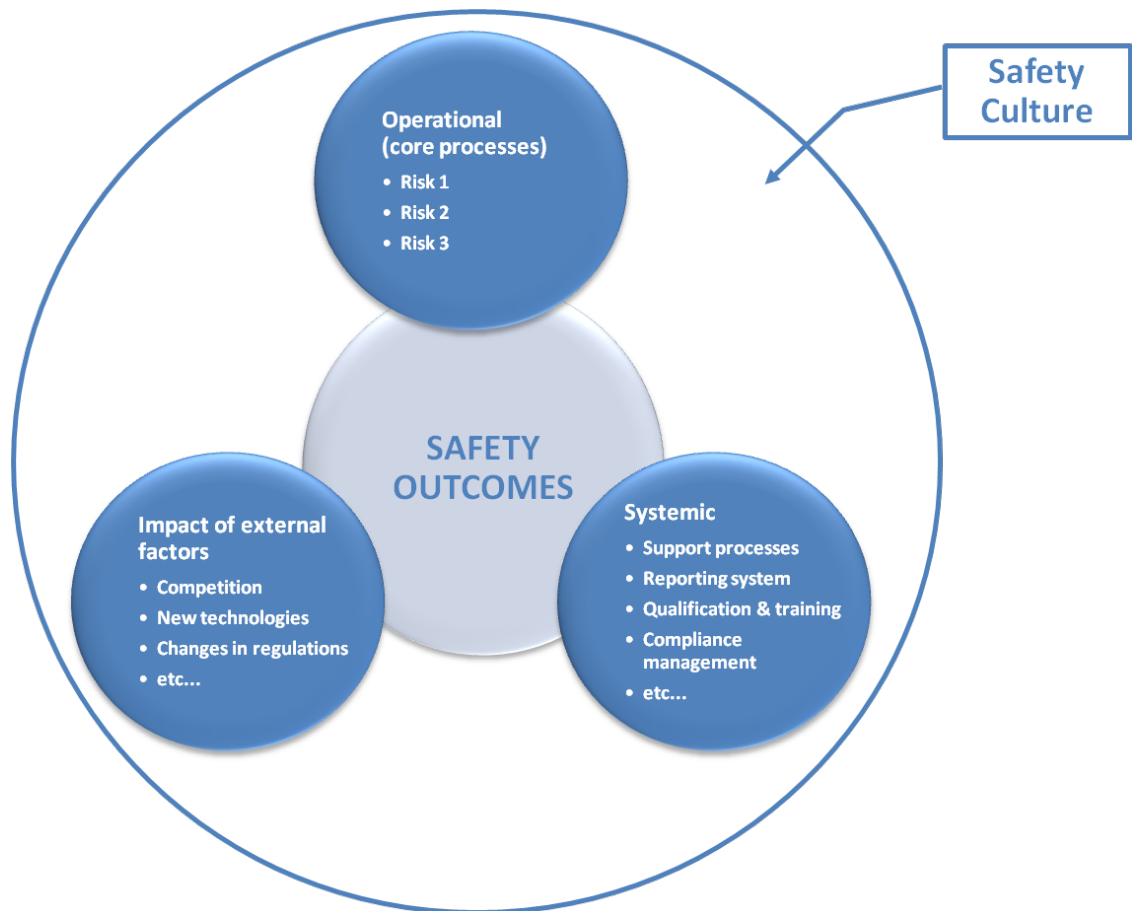 Safety
Culture
Operational
(core processes)
• Risk 1
• Risk 2
• Risk 3
SAFETY
OUTCOMES
Impact of external
factors
• Competition
• New technologies
• Changes in regulations
• etc...
Systemic
• Support processes
• Reporting system
• Qualification & training
• Compliance
management
• etc...